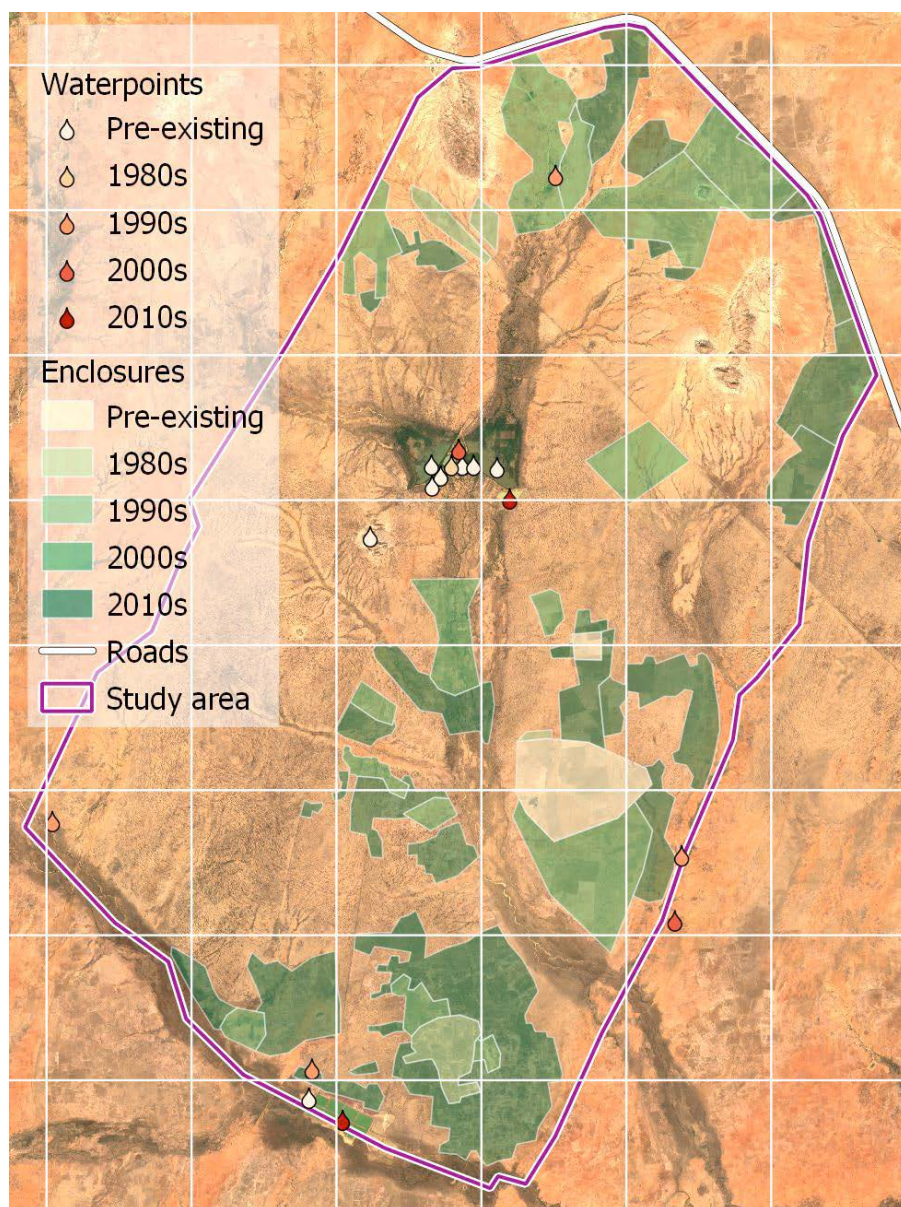 Waterpoints
Pre-existing
1980s
1990s
2000s
2010s
Enclosures
Pre-existing
1980s
1990s
2000s
2010s
Roads
Study area